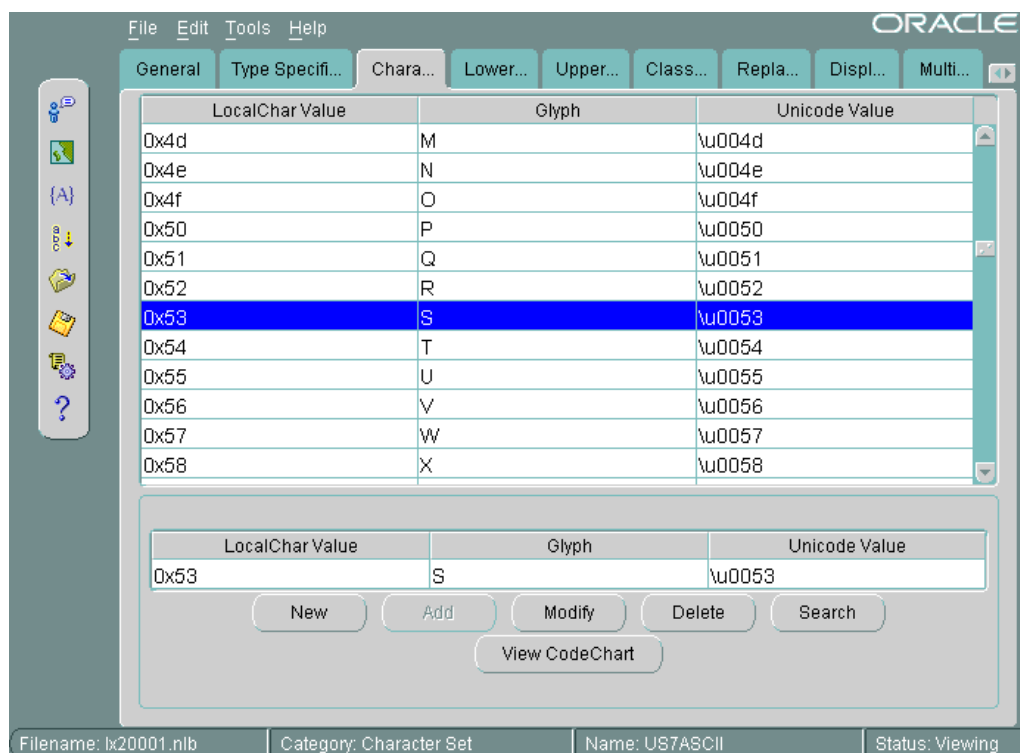 File Edit Tools Help
ORACLE
General Type Specifi... Chara... Lower... Upper... Class... Repla... Displ... Multi...
LocalChar Value Glyph Unicode Value
0x4d M \u004d
0x4e N \u004e
0x4f O \u004f
0x50 P \u0050
0x51 Q \u0051
0x52 R \u0052
0x53 S \u0053
0x54 T \u0054
0x55 U \u0055
0x56 V \u0056
0x57 W \u0057
0x58 X \u0058
LocalChar Value Glyph Unicode Value
0x53 S \u0053
New Add Modify Delete Search
View CodeChart
Filename: lx20001.nlb Category: Character Set Name: US7ASCII Status: Viewing
{A}
a
b
c
?